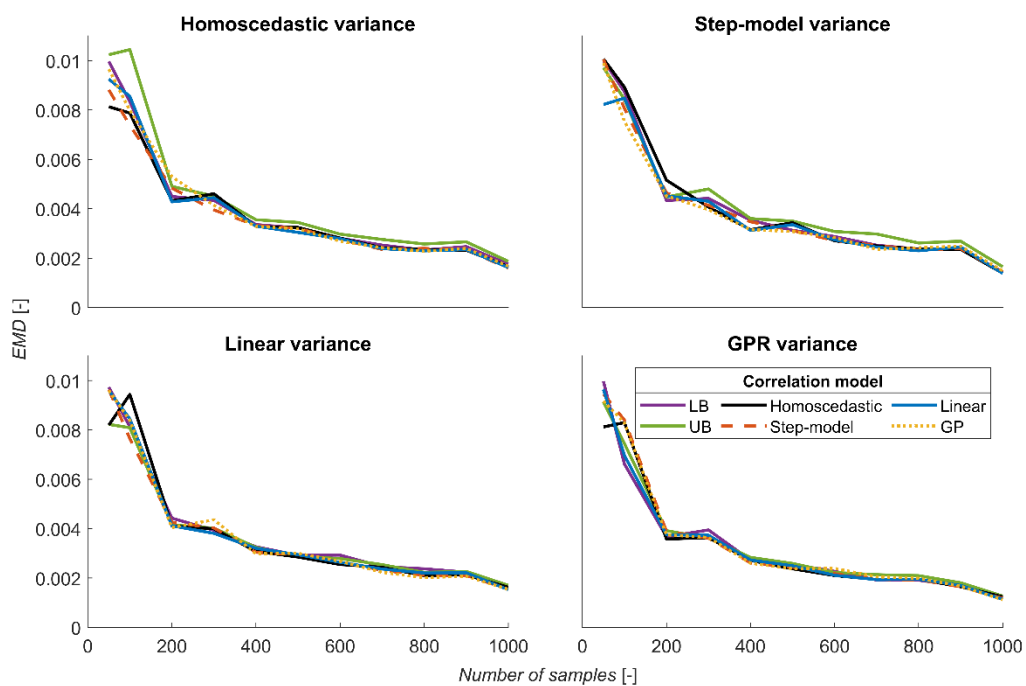 Homoscedastic variance
Step-model variance
0.01
0.008
0.006
0.004
0.002
0
EMD [-]
Linear variance
GPR variance
0.01
0.008
0.006
0.004
0.002
0
Correlation model
LB Homoscedastic Linear
UB Step-model GP
0 200 400 600 800 1000
0 200 400 600 800 1000
Number of samples [-]